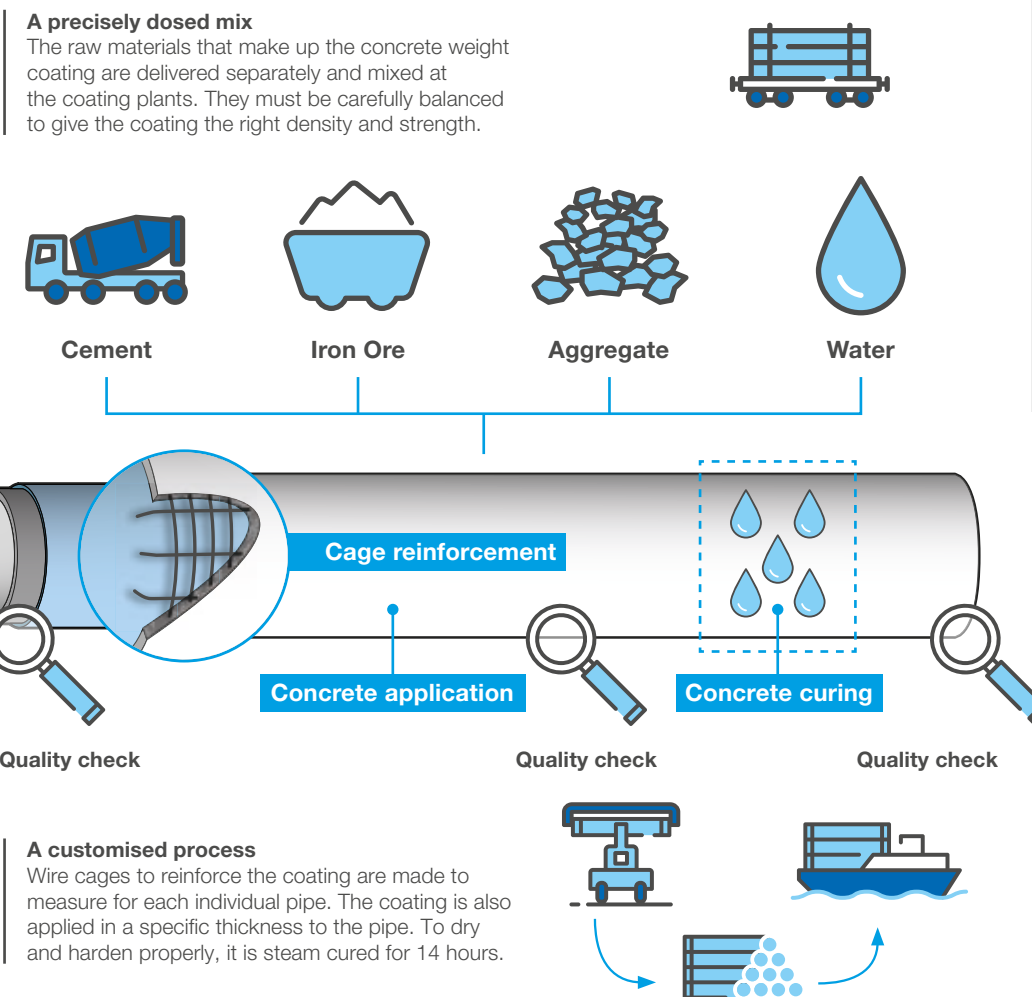 A precisely dosed mix
The raw materials that make up the concrete weight
coating are delivered separately and mixed at
the coating plants. They must be carefully balanced
to give the coating the right density and strength.
Cement
Iron Ore
Aggregate
Water
Cage reinforcement
Concrete application
Concrete curing
Quality check
Quality check
Quality check
A customised process
Wire cages to reinforce the coating are made to
measure for each individual pipe. The coating is also
applied in a specific thickness to the pipe. To dry
and harden properly, it is steam cured for 14 hours.